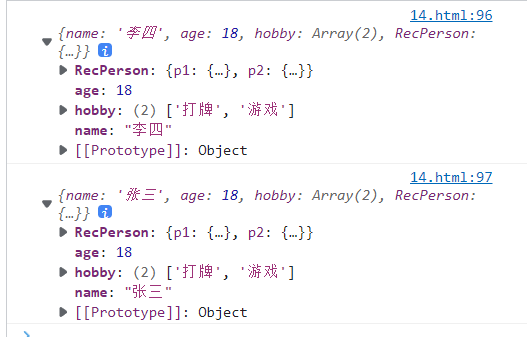 14.html:96
{name: '李四', age: 18, hobby: Array(2), RecPerson:
{…}} i
RecPerson: {p1: {…}, p2: {…}}
age: 18
hobby: (2) ['打牌', '游戏']
name: "李四"
[[Prototype]]: Object
14.html:97
{name: '张三', age: 18, hobby: Array(2), RecPerson:
{…}} i
RecPerson: {p1: {…}, p2: {…}}
age: 18
hobby: (2) ['打牌', '游戏']
name: "张三"
[[Prototype]]: Object